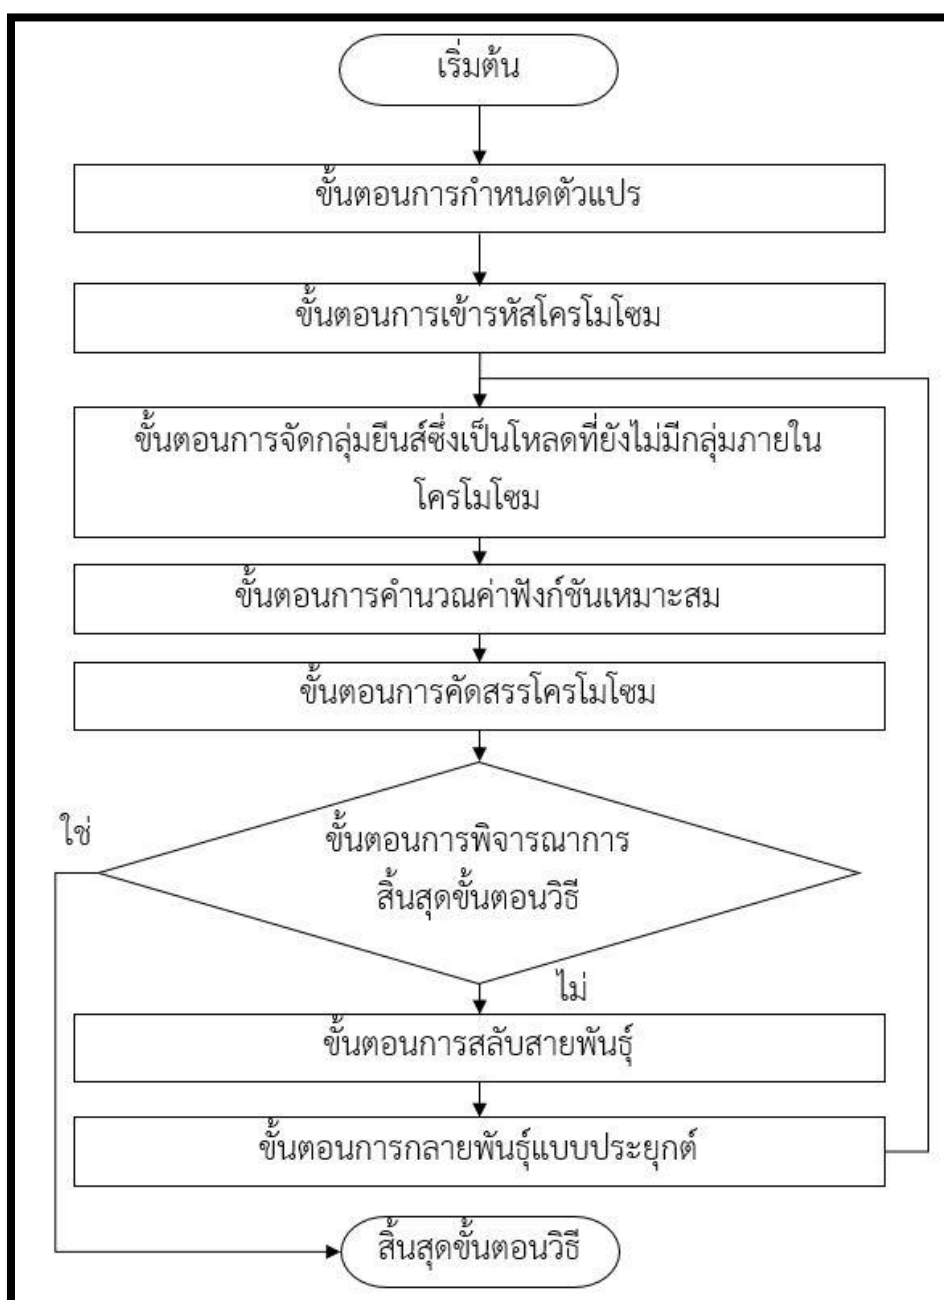 เริ่มต้น
ขั้นตอนการกำหนดตัวแปร
ขั้นตอนการเข้ารหัสโครโมโซม
ขั้นตอนการจัดกลุ่มยีนส์ซึ่งเป็นโหลดที่ยังไม่มีกลุ่มภายใน
โครโมโซม
ขั้นตอนการคำนวณค่าฟังก์ชันเหมาะสม
ขั้นตอนการคัดสรรโครโมโซม
ใช่
ขั้นตอนการพิจารณาการ
สิ้นสุดขั้นตอนวิธี
ไม่
ขั้นตอนการสลับสายพันธุ์
ขั้นตอนการกลายพันธุ์แบบประยุกต์
สิ้นสุดขั้นตอนวิธี